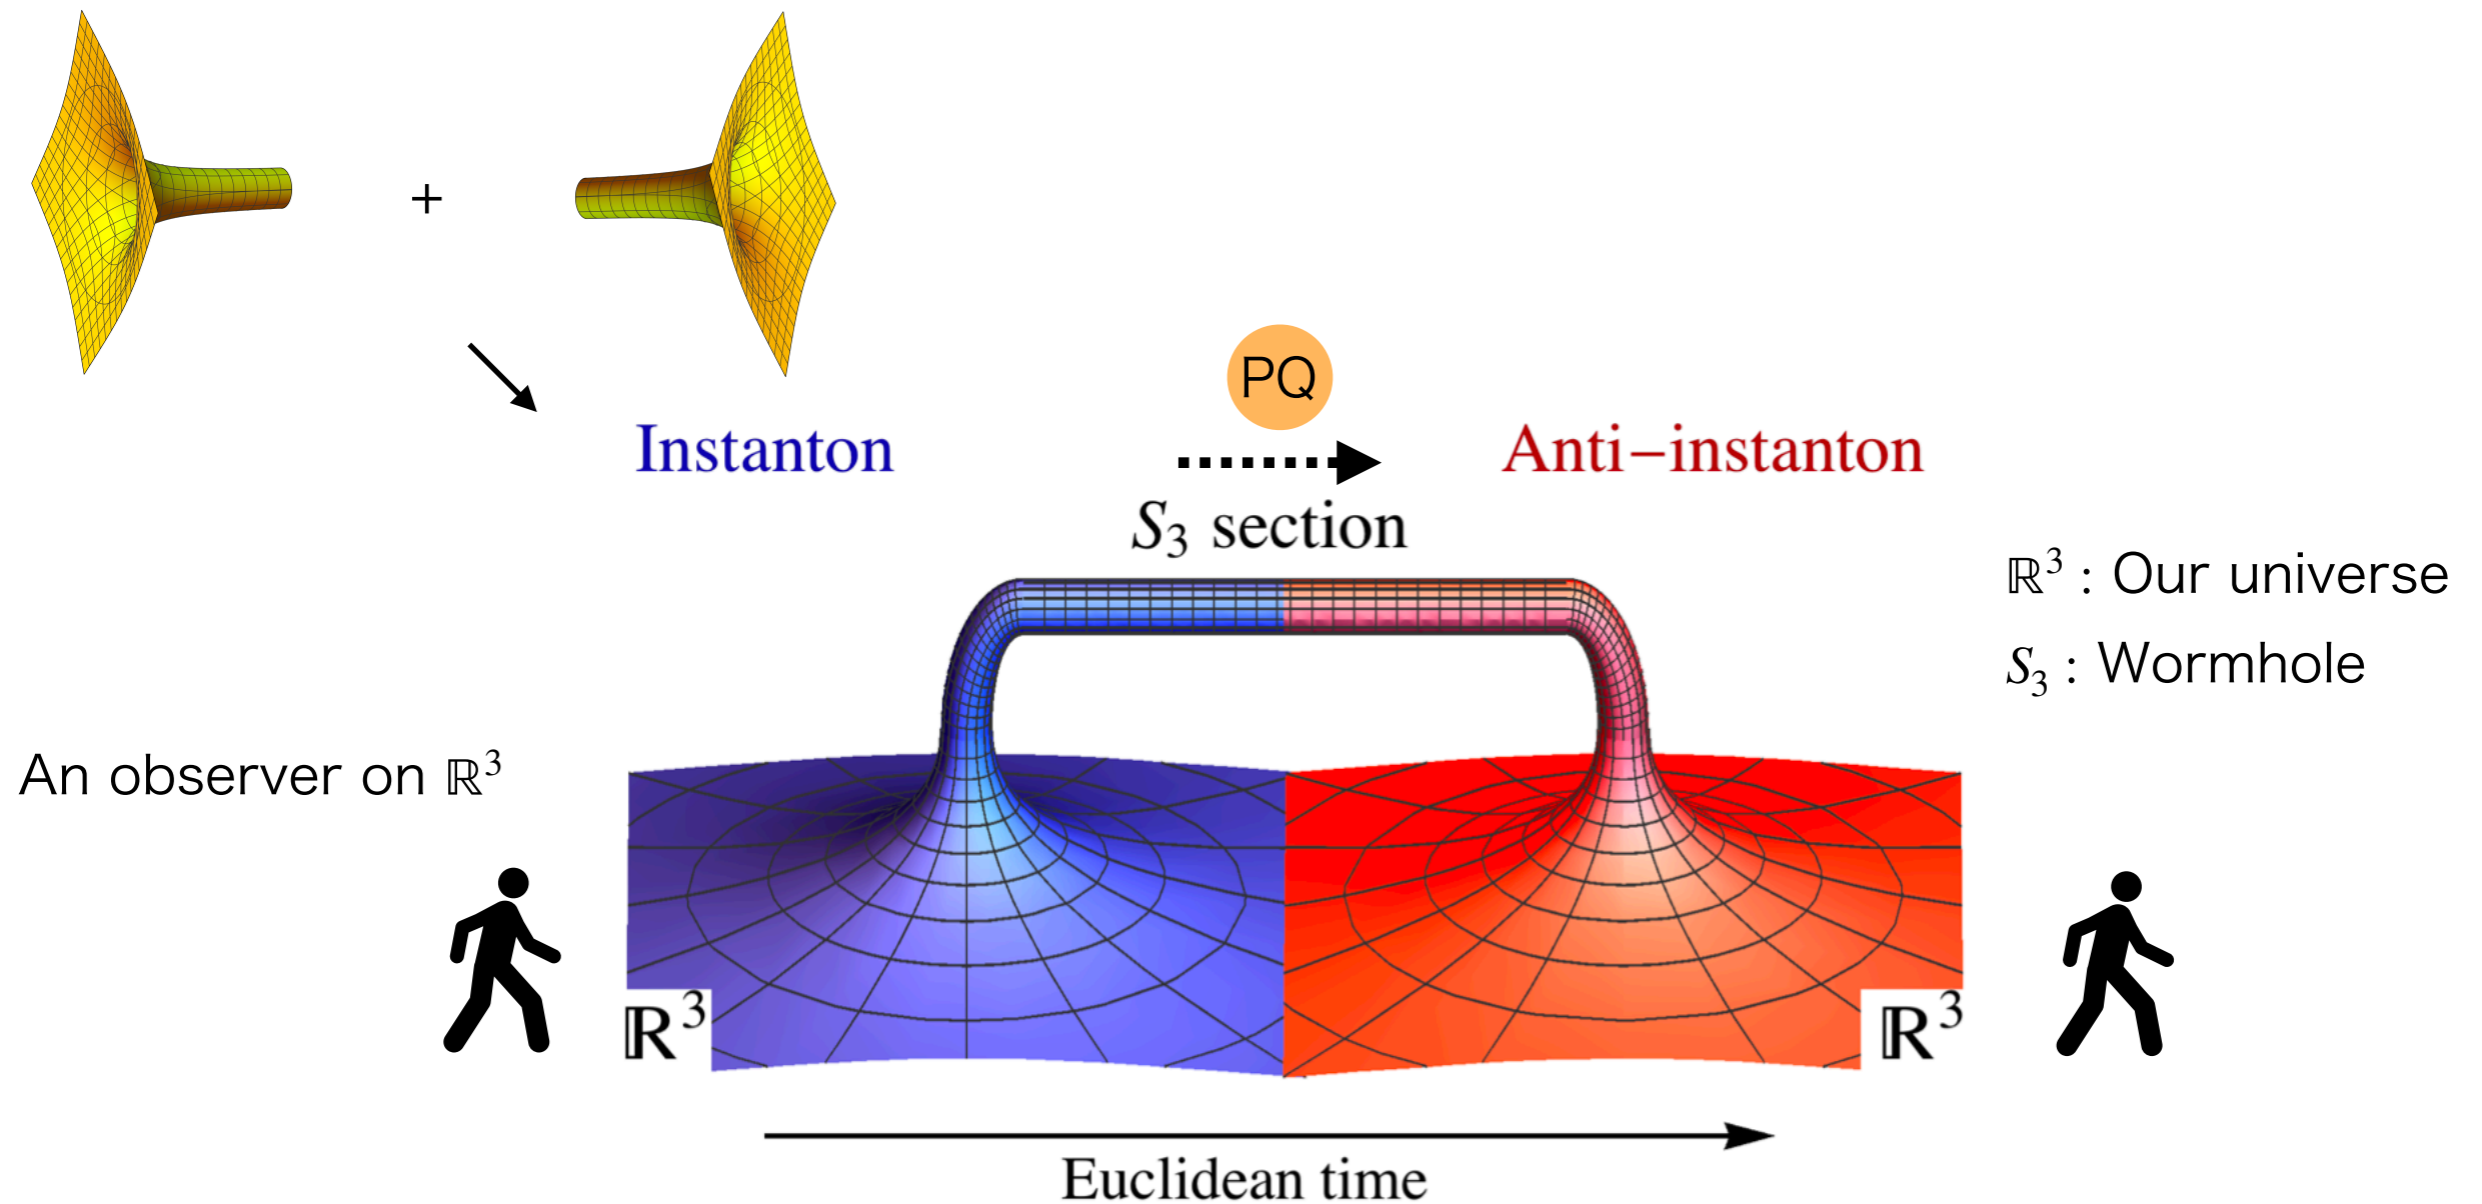 +
PQ
Instanton
Anti−instanton
S₃ section
ℝ³ : Our universe
S₃ : Wormhole
An observer on ℝ³
ℝ³
ℝ³
Euclidean time